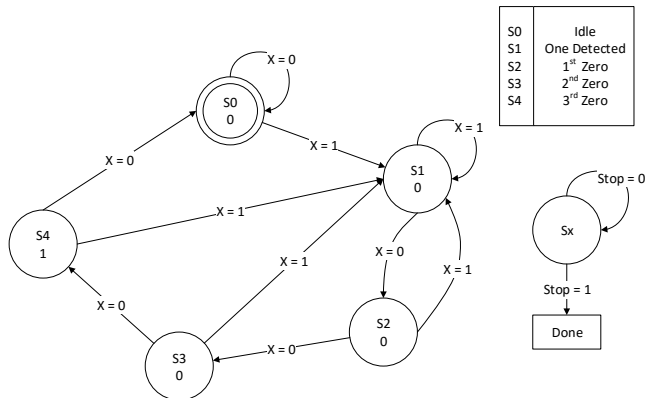 S0 Idle
S1 One Detected
S2 1st Zero
S3 2nd Zero
S4 3rd Zero
X = 0
S0
0
X = 1
X = 1
S1
0
X = 0
X = 1
S4
1
X = 0
X = 1
X = 1
X = 0
S2
0
X = 0
S3
0
Stop = 0
Sx
Stop = 1
Done